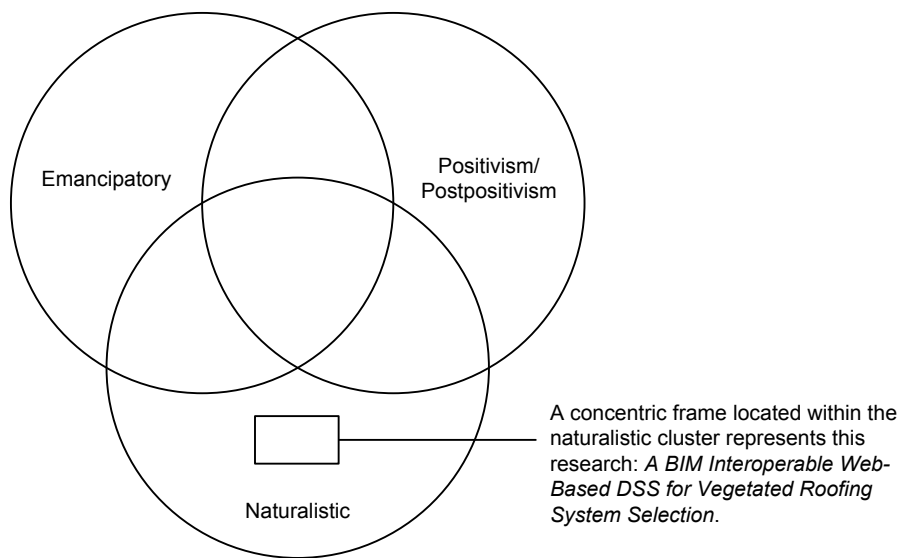 Emancipatory
Positivism/
Postpositivism
A concentric frame located within the
naturalistic cluster represents this
research: A BIM Interoperable Web-
Based DSS for Vegetated Roofing
System Selection.
Naturalistic